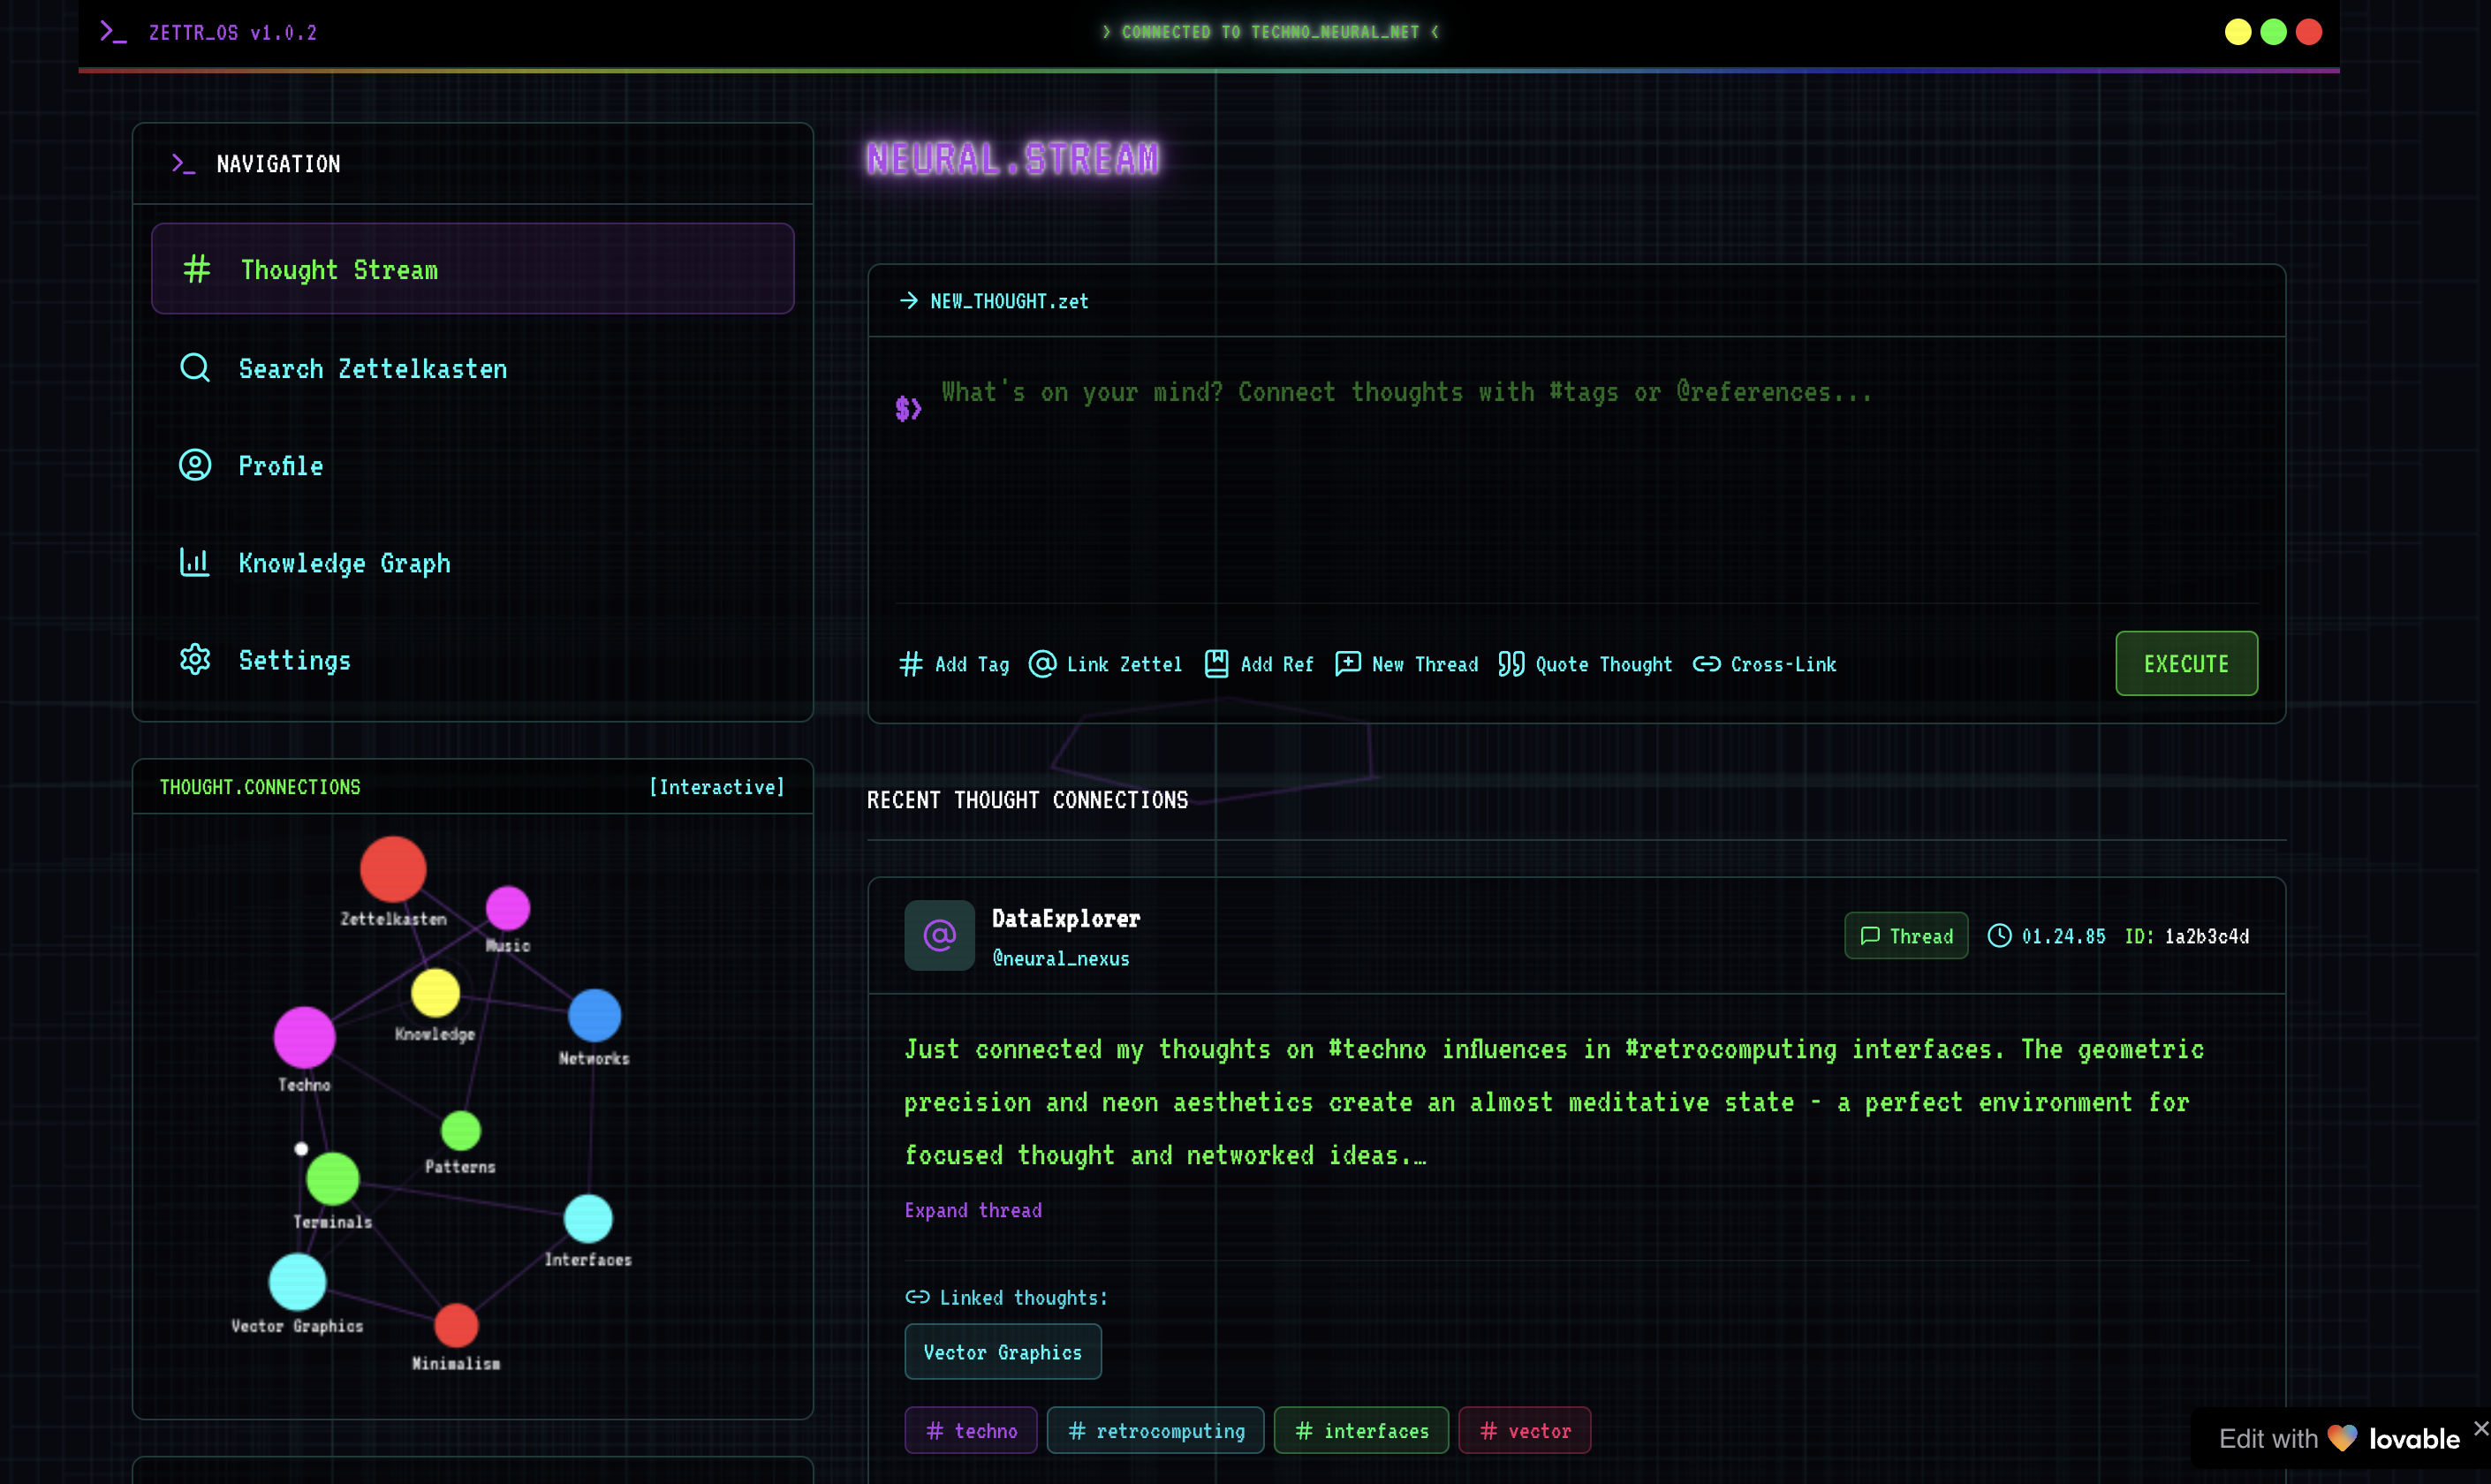 >_ ZETTR_OS v1.0.2
> CONNECTED TO TECHNO_NEURAL_NET <
>_ NAVIGATION
# Thought Stream
Search Zettelkasten
Profile
Knowledge Graph
Settings
THOUGHT.CONNECTIONS
[Interactive]
Zettelkasten
Music
Knowledge
Networks
Techno
Patterns
Terminals
Interfaces
Vector Graphics
Minimalism
NEURAL.STREAM
→ NEW_THOUGHT.zet
$> What's on your mind? Connect thoughts with #tags or @references...
# Add Tag @ Link Zettel Add Ref New Thread Quote Thought Cross-Link
EXECUTE
RECENT THOUGHT CONNECTIONS
@ DataExplorer
@neural_nexus
Thread 01.24.85 ID: 1a2b3c4d
Just connected my thoughts on #techno influences in #retrocomputing interfaces. The geometric
precision and neon aesthetics create an almost meditative state - a perfect environment for
focused thought and networked ideas.…
Expand thread
Linked thoughts:
Vector Graphics
# techno # retrocomputing # interfaces # vector
Edit with lovable ×